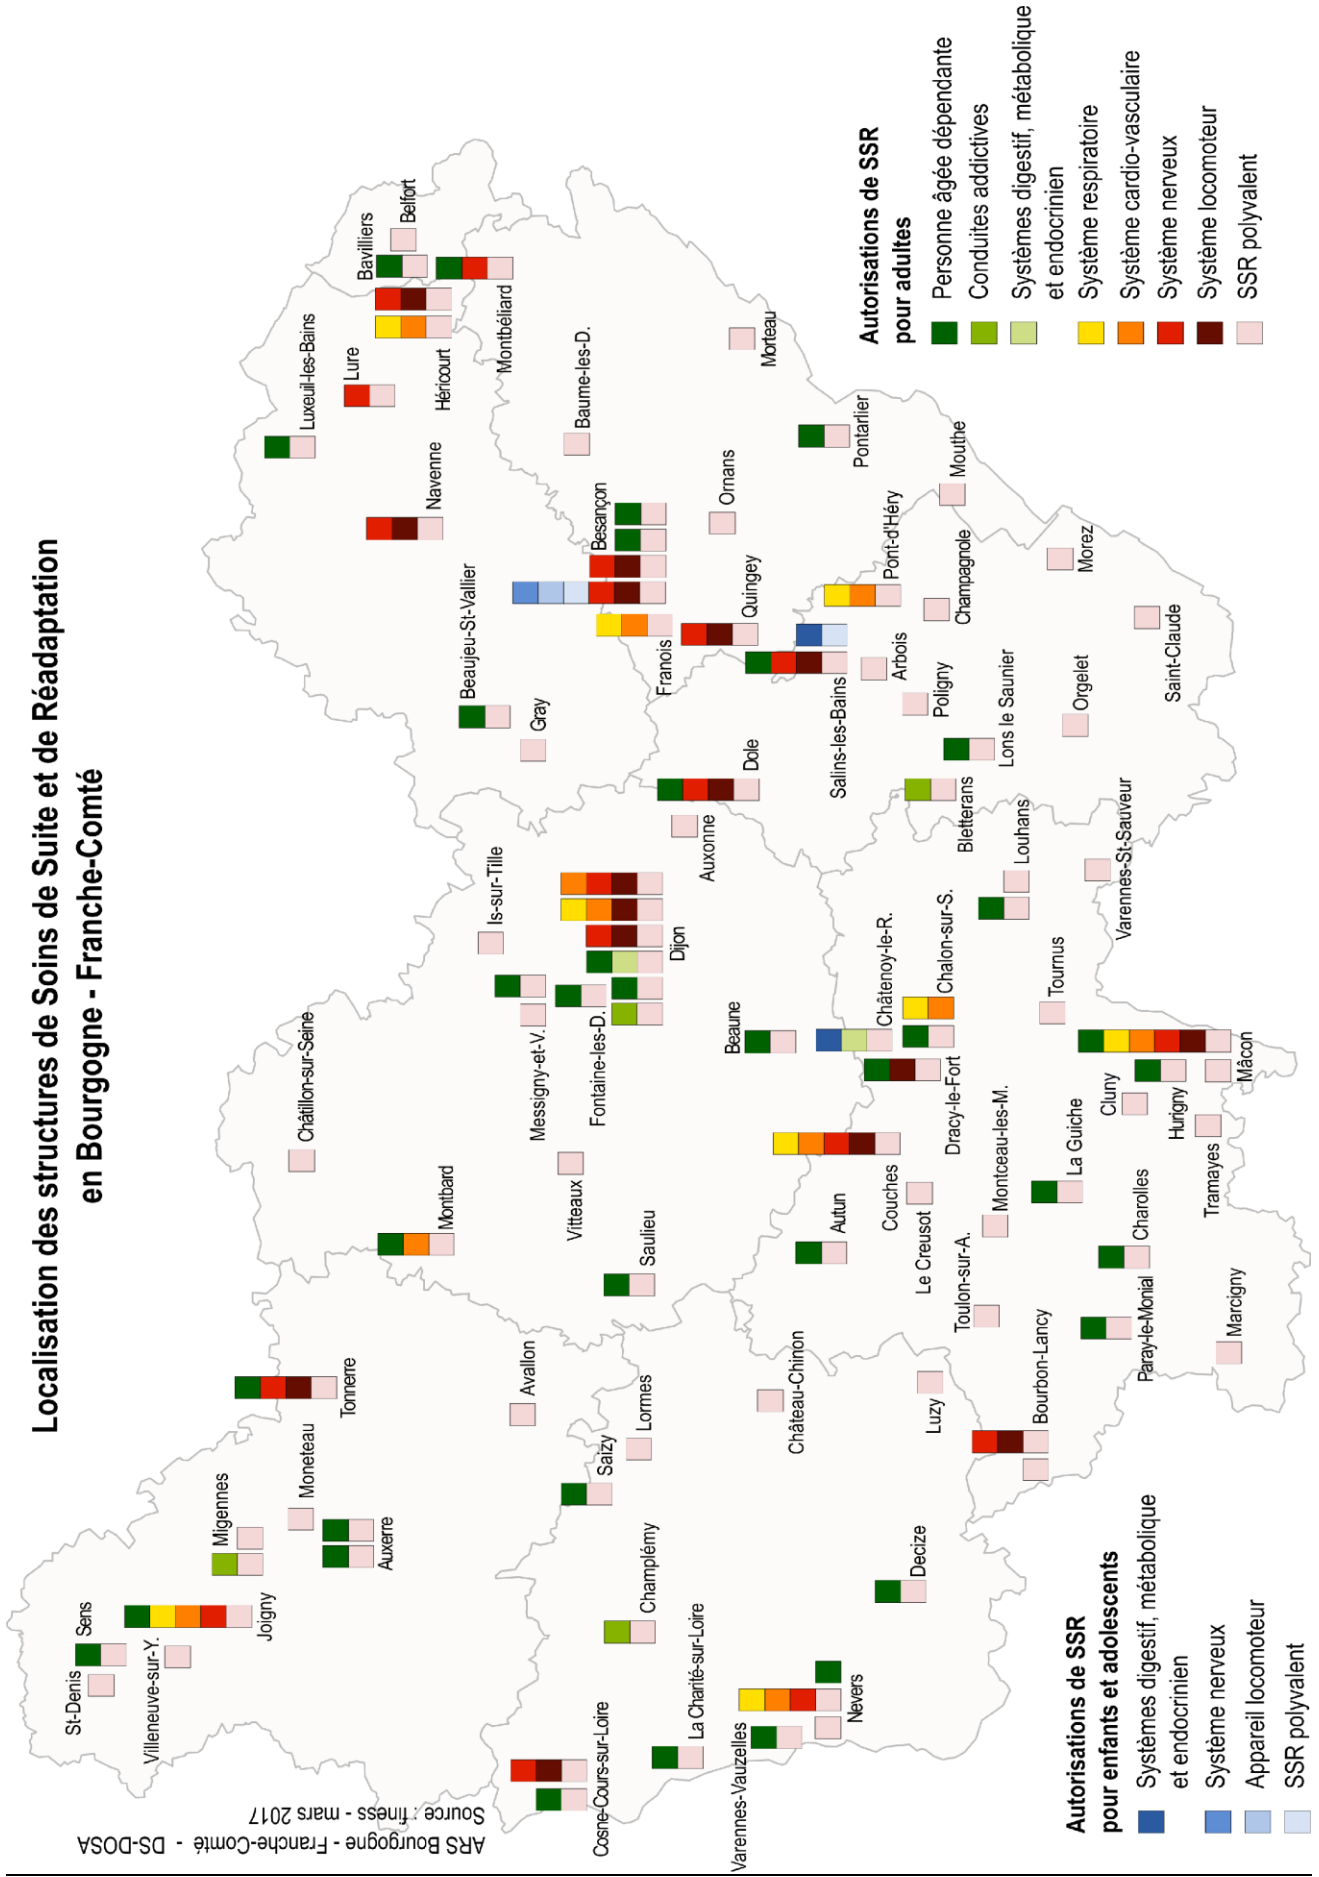 Localisation des structures de Soins de Suite et de Réadaptation
en Bourgogne - Franche-Comté
St-Denis
Sens
Villeneuve-sur-Y.
Joigny
Migennes
Moneteau
Auxerre
Tonnerre
Avallon
Châtillon-sur-Seine
Montbard
Is-sur-Tille
Messigny-et-V.
Fontaine-les-D.
Dijon
Vitteaux
Saulieu
Beaune
Auxonne
Luxeuil-les-Bains
Lure
Navenne
Héricourt
Beaujeu-St-Vallier
Gray
Bavilliers
Belfort
Montbéliard
Baume-les-D.
Besançon
Franois
Quingey
Ornans
Morteau
Pontarlier
Mouthe
Dole
Salins-les-Bains
Arbois
Pont-d'Héry
Champagnole
Poligny
Lons le Saunier
Bletterans
Morez
Saint-Claude
Orgelet
Cosne-Cours-sur-Loire
La Charité-sur-Loire
Varennes-Vauzelles
Nevers
Champlémy
Saizy
Lormes
Château-Chinon
Decize
Luzy
Bourbon-Lancy
Autun
Couches
Le Creusot
Montceau-les-M.
Toulon-sur-A.
Dracy-le-Fort
Châtenoy-le-R.
Chalon-sur-S.
Louhans
Varennes-St-Sauveur
Tournus
La Guiche
Charolles
Paray-le-Monial
Marcigny
Cluny
Hurigny
Mâcon
Tramayes
Autorisations de SSR
pour adultes
Personne âgée dépendante
Conduites addictives
Systèmes digestif, métabolique
et endocrinien
Système respiratoire
Système cardio-vasculaire
Système nerveux
Système locomoteur
SSR polyvalent
Autorisations de SSR
pour enfants et adolescents
Systèmes digestif, métabolique
et endocrinien
Système nerveux
Appareil locomoteur
SSR polyvalent
ARS Bourgogne - Franche-Comté - DS-DOSA
Source : finess - mars 2017